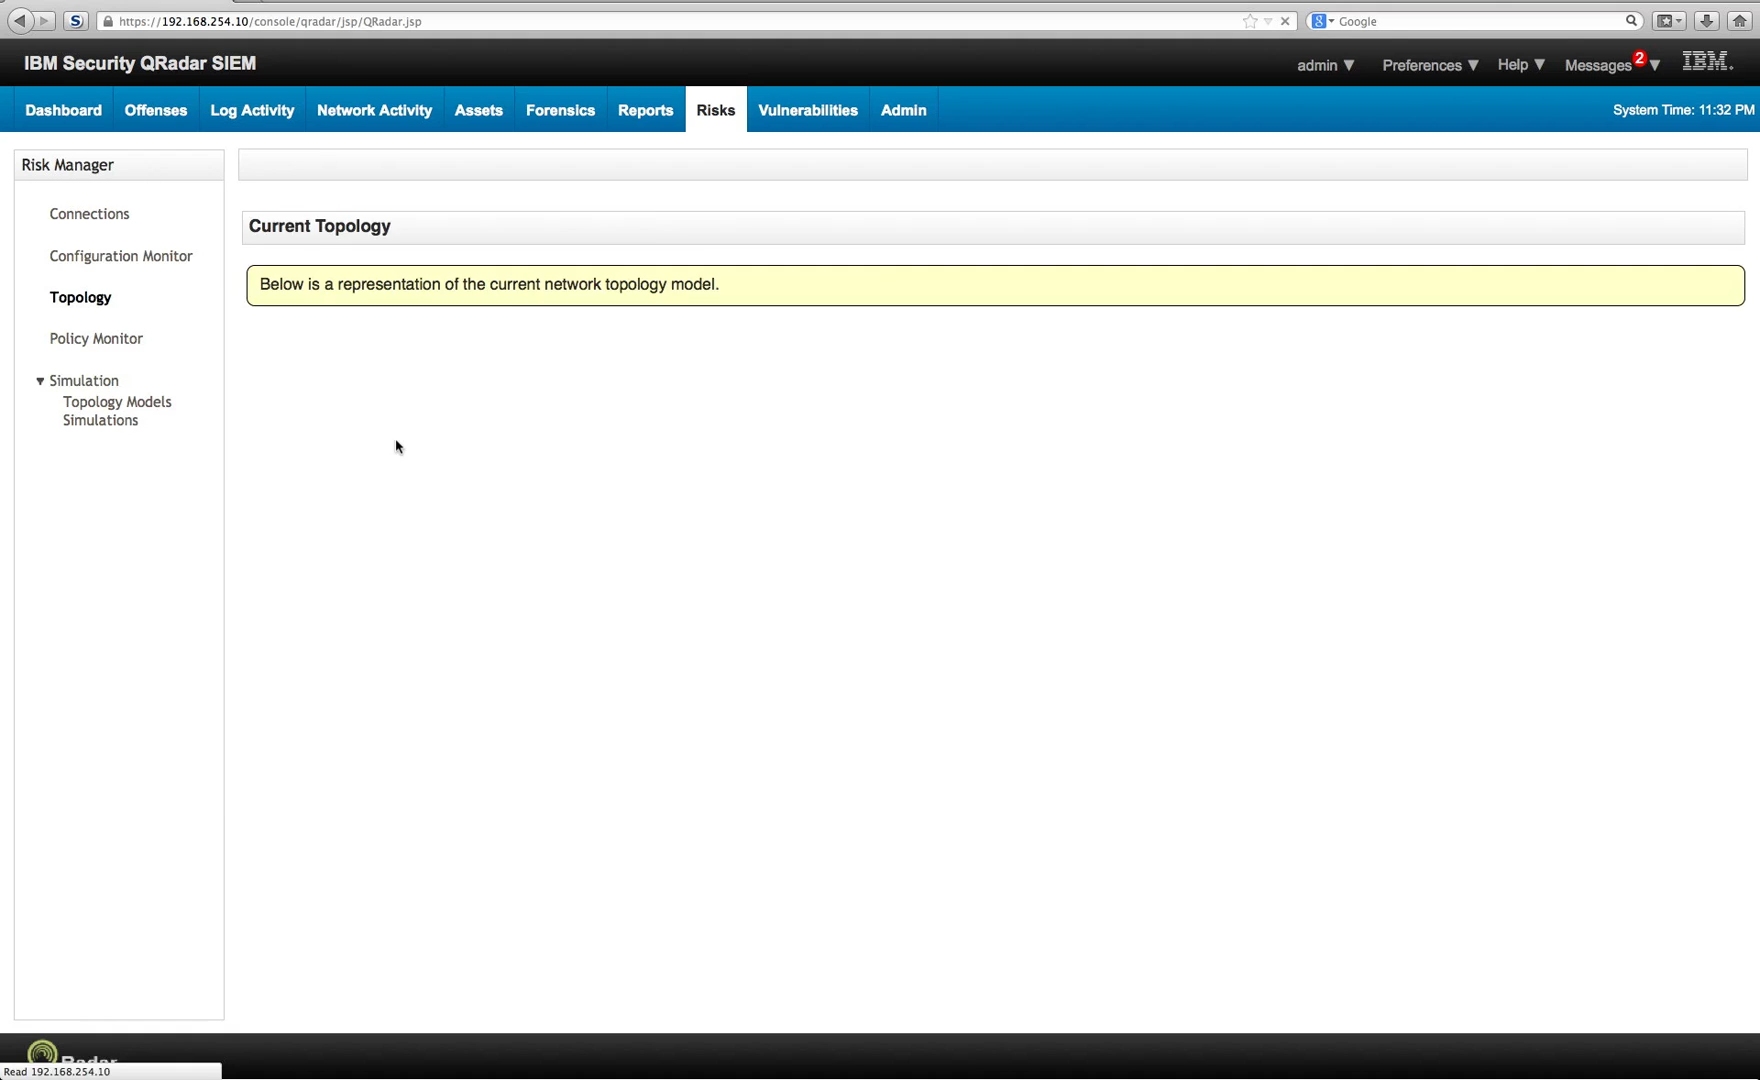 https://192.168.254.10/console/qradar/jsp/QRadar.jsp
Google
IBM Security QRadar SIEM
admin ▼ Preferences ▼ Help ▼ Messages 2 ▼ IBM.
Dashboard Offenses Log Activity Network Activity Assets Forensics Reports Risks Vulnerabilities Admin System Time: 11:32 PM
Risk Manager
Connections
Configuration Monitor
Topology
Policy Monitor
▼ Simulation
Topology Models
Simulations
Current Topology
Below is a representation of the current network topology model.
Radar
Read 192.168.254.10